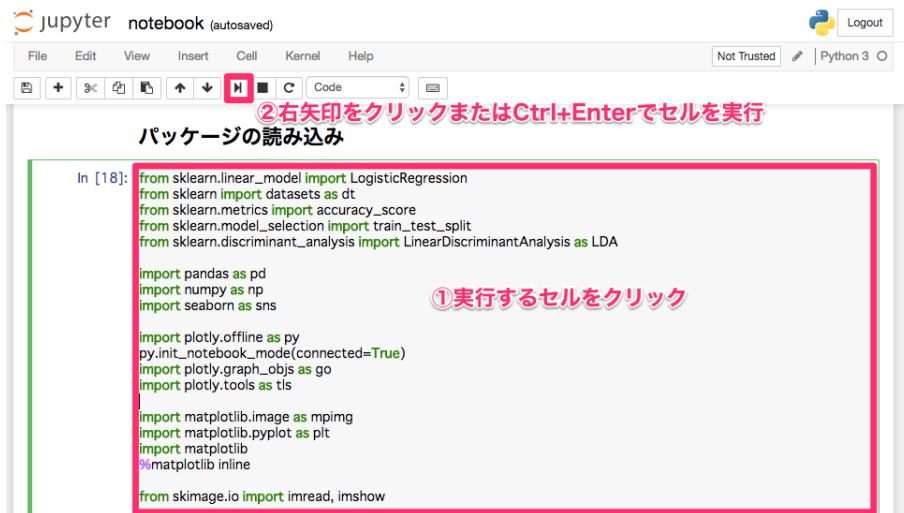 jupyter notebook (autosaved) Logout
File Edit View Insert Cell Kernel Help Not Trusted Python 3
Code
②右矢印をクリックまたはCtrl+Enterでセルを実行
パッケージの読み込み
In [18]: from sklearn.linear_model import LogisticRegression
from sklearn import datasets as dt
from sklearn.metrics import accuracy_score
from sklearn.model_selection import train_test_split
from sklearn.discriminant_analysis import LinearDiscriminantAnalysis as LDA
import pandas as pd
import numpy as np
①実行するセルをクリック
import seaborn as sns
import plotly.offline as py
py.init_notebook_mode(connected=True)
import plotly.graph_objs as go
import plotly.tools as tls
import matplotlib.image as mpimg
import matplotlib.pyplot as plt
import matplotlib
%matplotlib inline
from skimage.io import imread, imshow